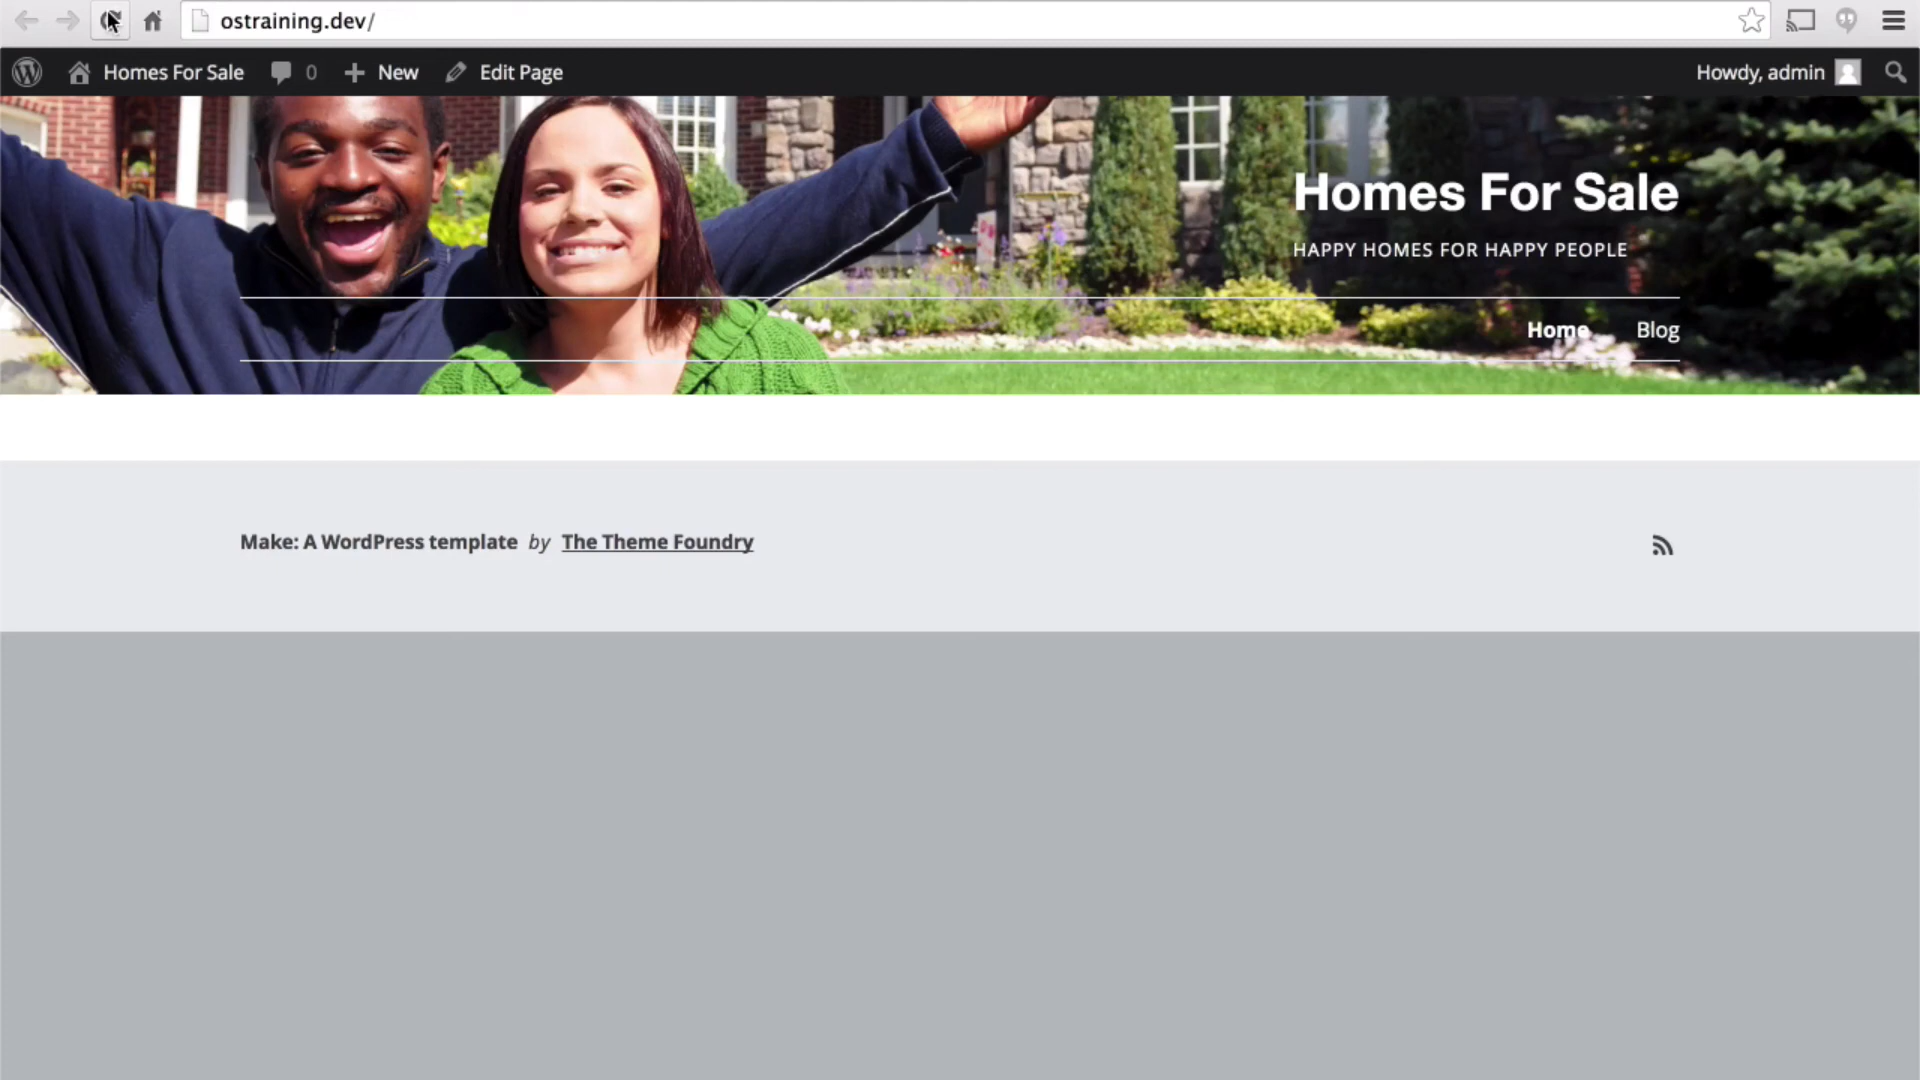 ostraining.dev/
Homes For Sale 0 New Edit Page Howdy, admin
Homes For Sale
HAPPY HOMES FOR HAPPY PEOPLE
Home Blog
Make: A WordPress template by The Theme Foundry